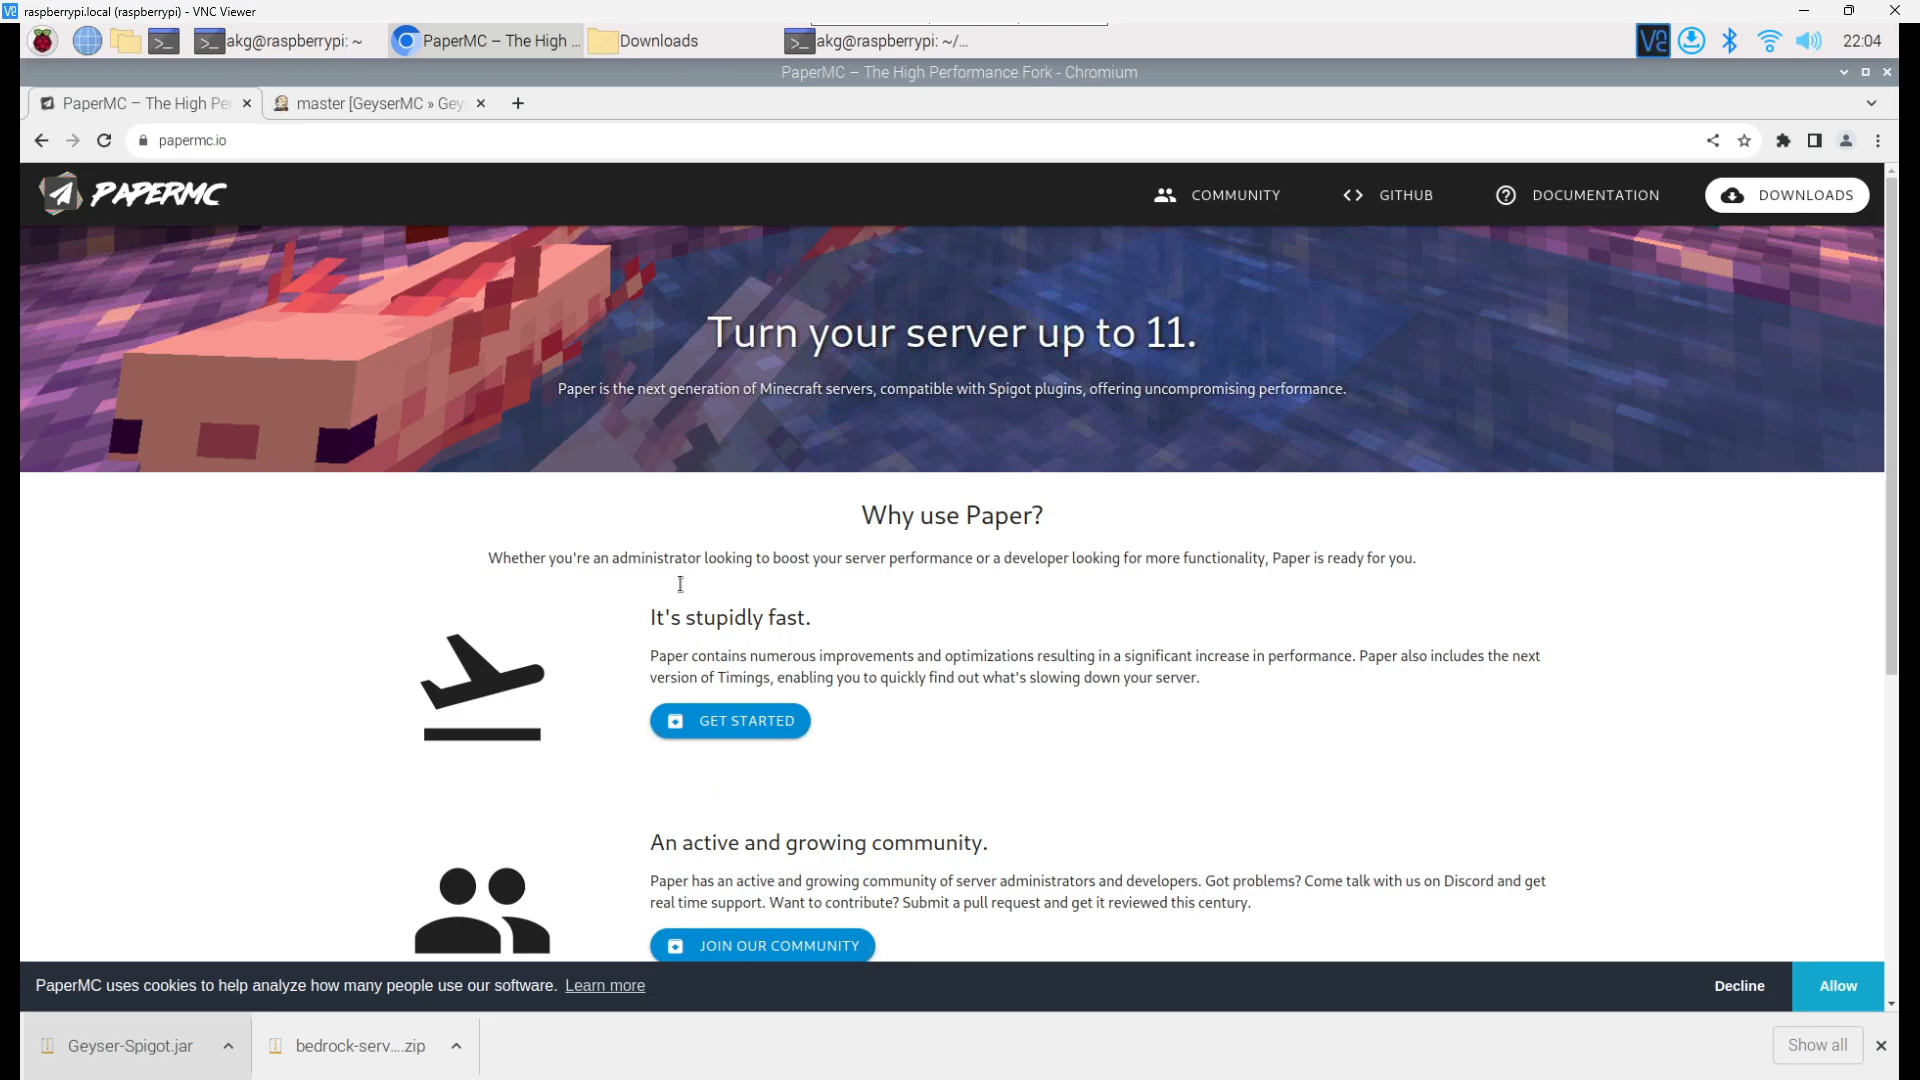 raspberrypi.local (raspberrypi) - VNC Viewer
akg@raspberrypi: ~
PaperMC – The High ...
Downloads
akg@raspberrypi: ~/...
22:04
PaperMC – The High Performance Fork - Chromium
PaperMC – The High Per
master [GeyserMC » Gey
papermc.io
PAPERMC
COMMUNITY
GITHUB
DOCUMENTATION
DOWNLOADS
Turn your server up to 11.
Paper is the next generation of Minecraft servers, compatible with Spigot plugins, offering uncompromising performance.
Why use Paper?
Whether you're an administrator looking to boost your server performance or a developer looking for more functionality, Paper is ready for you.
It's stupidly fast.
Paper contains numerous improvements and optimizations resulting in a significant increase in performance. Paper also includes the next
version of Timings, enabling you to quickly find out what's slowing down your server.
GET STARTED
An active and growing community.
Paper has an active and growing community of server administrators and developers. Got problems? Come talk with us on Discord and get
real time support. Want to contribute? Submit a pull request and get it reviewed this century.
JOIN OUR COMMUNITY
PaperMC uses cookies to help analyze how many people use our software. Learn more
Decline
Allow
Geyser-Spigot.jar
bedrock-serv....zip
Show all